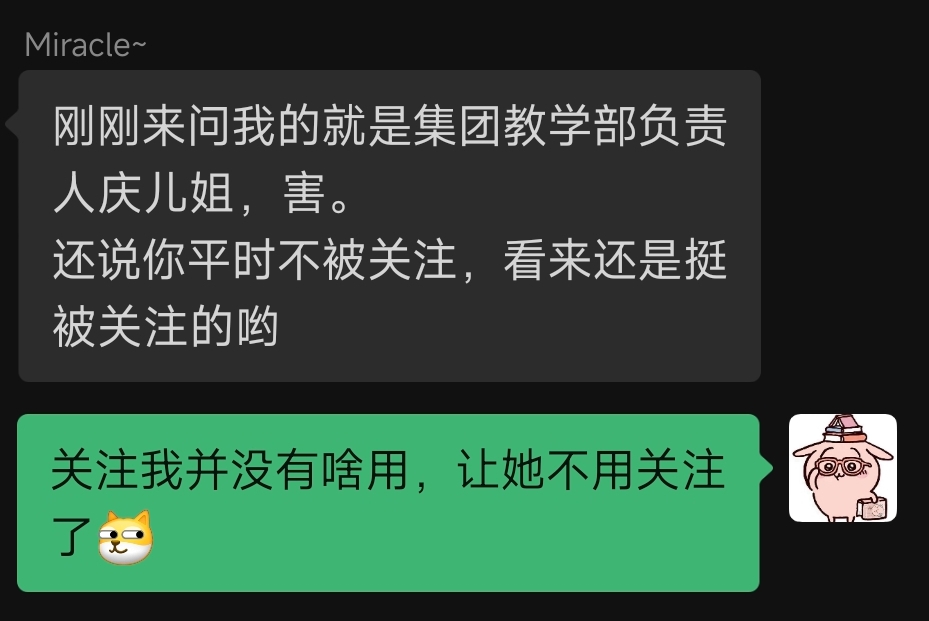 Miracle~
刚刚来问我的就是集团教学部负责
人庆儿姐，害。
还说你平时不被关注，看来还是挺
被关注的哟
关注我并没有啥用，让她不用关注
了